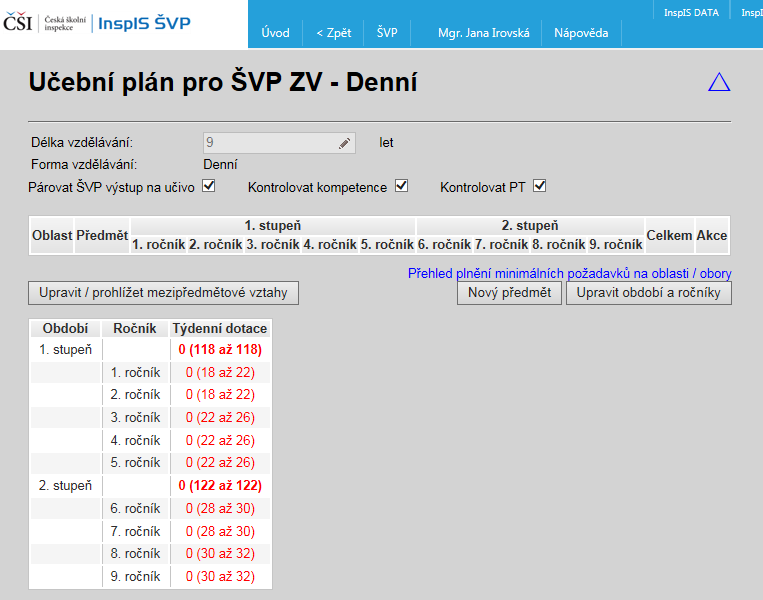 ČŠI Česká školní inspekce InspIS ŠVP
InspIS DATA InspI
Úvod < Zpět ŠVP Mgr. Jana Irovská Nápověda
Učební plán pro ŠVP ZV - Denní
Délka vzdělávání: 9 let
Forma vzdělávání: Denní
Párovat ŠVP výstup na učivo Kontrolovat kompetence Kontrolovat PT
Oblast Předmět 1. stupeň 2. stupeň Celkem Akce
1. ročník 2. ročník 3. ročník 4. ročník 5. ročník 6. ročník 7. ročník 8. ročník 9. ročník
Přehled plnění minimálních požadavků na oblasti / obory
Upravit / prohlížet mezipředmětové vztahy Nový předmět Upravit období a ročníky
Období Ročník Týdenní dotace
1. stupeň 0 (118 až 118)
1. ročník 0 (18 až 22)
2. ročník 0 (18 až 22)
3. ročník 0 (22 až 26)
4. ročník 0 (22 až 26)
5. ročník 0 (22 až 26)
2. stupeň 0 (122 až 122)
6. ročník 0 (28 až 30)
7. ročník 0 (28 až 30)
8. ročník 0 (30 až 32)
9. ročník 0 (30 až 32)